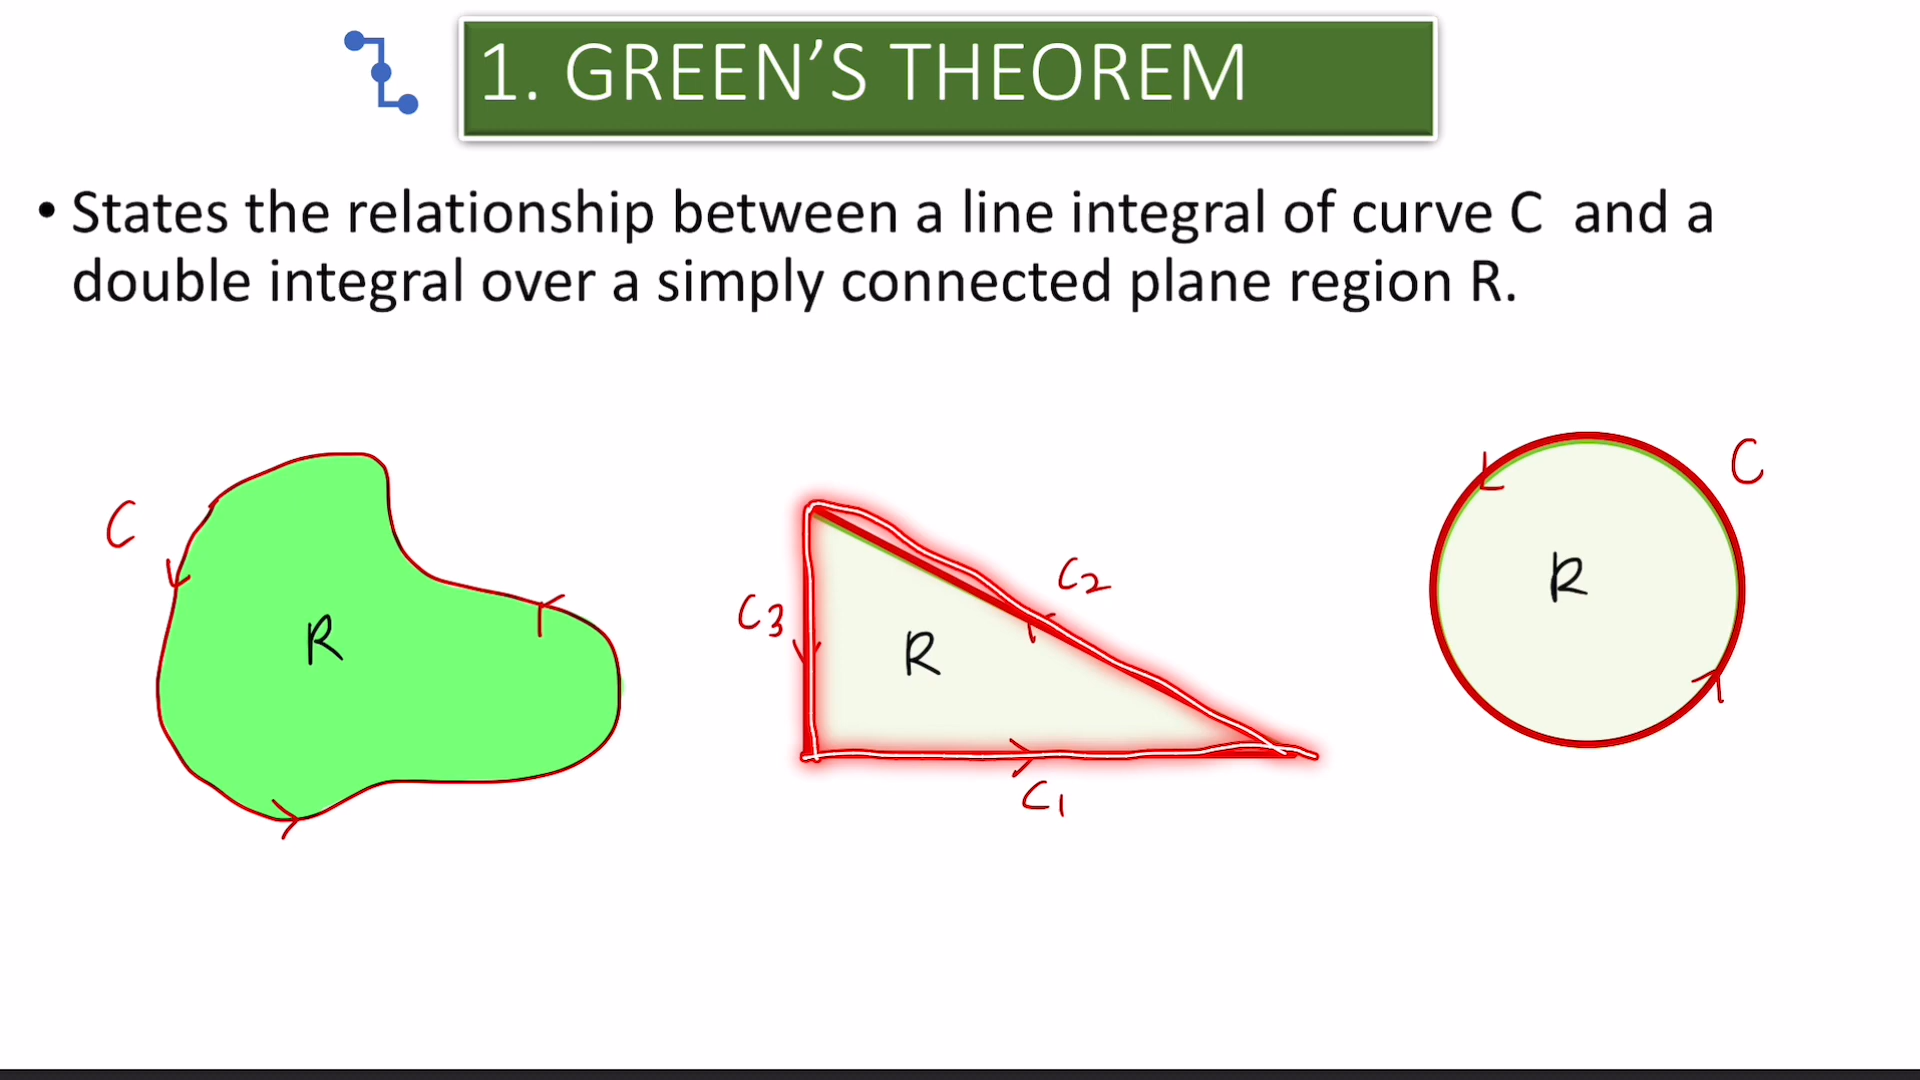 1. GREEN’S THEOREM
• States the relationship between a line integral of curve C and a
double integral over a simply connected plane region R.
C
R
C3
R
C2
C1
R
C